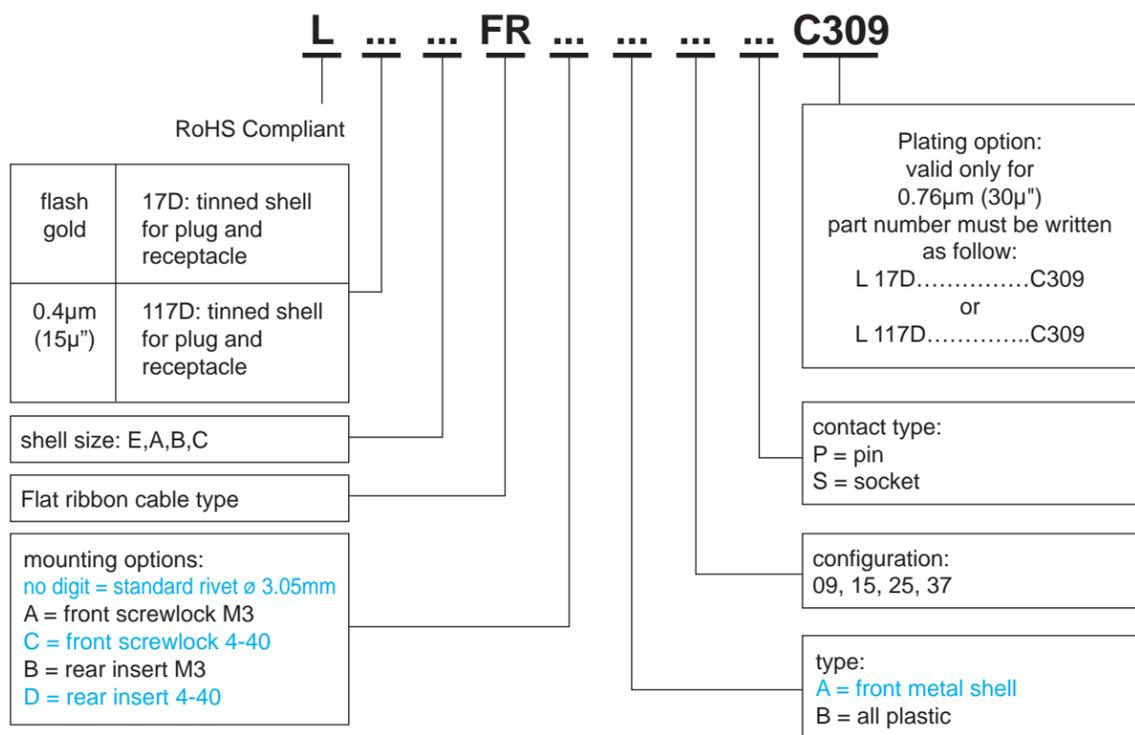 L ... ... FR ... ... ... ... C309
RoHS Compliant
flash
gold
17D: tinned shell
for plug and
receptacle
0.4µm
(15µ”)
117D: tinned shell
for plug and
receptacle
shell size: E,A,B,C
Flat ribbon cable type
mounting options:
no digit = standard rivet ø 3.05mm
A = front screwlock M3
C = front screwlock 4-40
B = rear insert M3
D = rear insert 4-40
Plating option:
valid only for
0.76µm (30µ")
part number must be written
as follow:
L 17D……………C309
or
L 117D…………..C309
contact type:
P = pin
S = socket
configuration:
09, 15, 25, 37
type:
A = front metal shell
B = all plastic